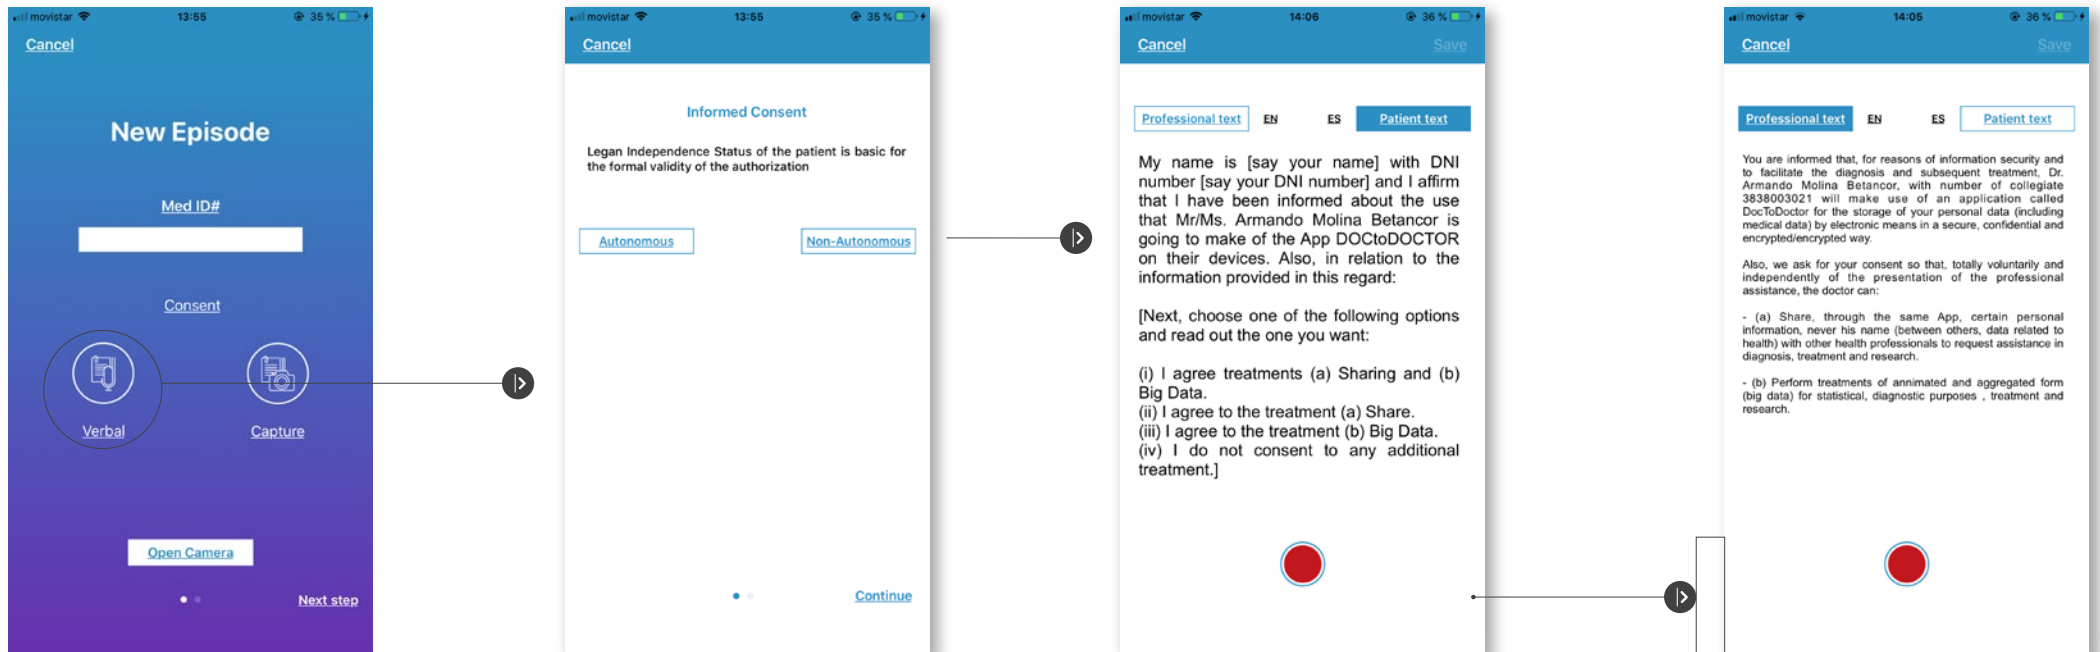 movistar 13:55 35 %
Cancel
New Episode
Med ID#
Consent
Verbal
Capture
Open Camera
Next step
movistar 13:55 35 %
Cancel
Informed Consent
Legan Independence Status of the patient is basic for
the formal validity of the authorization
Autonomous
Non-Autonomous
Continue
movistar 14:06 36 %
Cancel Save
Professional text EN ES Patient text
My name is [say your name] with DNI
number [say your DNI number] and I affirm
that I have been informed about the use
that Mr/Ms. Armando Molina Betancor is
going to make of the App DOCtoDOCTOR
on their devices. Also, in relation to the
information provided in this regard:
[Next, choose one of the following options
and read out the one you want:
(i) I agree treatments (a) Sharing and (b)
Big Data.
(ii) I agree to the treatment (a) Share.
(iii) I agree to the treatment (b) Big Data.
(iv) I do not consent to any additional
treatment.]
movistar 14:05 36 %
Cancel Save
Professional text EN ES Patient text
You are informed that, for reasons of information security and
to facilitate the diagnosis and subsequent treatment, Dr.
Armando Molina Betancor, with number of collegiate
3838003021 will make use of an application called
DocToDoctor for the storage of your personal data (including
medical data) by electronic means in a secure, confidential and
encrypted/encrypted way.
Also, we ask for your consent so that, totally voluntarily and
independently of the presentation of the professional
assistance, the doctor can:
- (a) Share, through the same App, certain personal
information, never his name (between others, data related to
health) with other health professionals to request assistance in
diagnosis, treatment and research.
- (b) Perform treatments of annimated and aggregated form
(big data) for statistical, diagnostic purposes , treatment and
research.